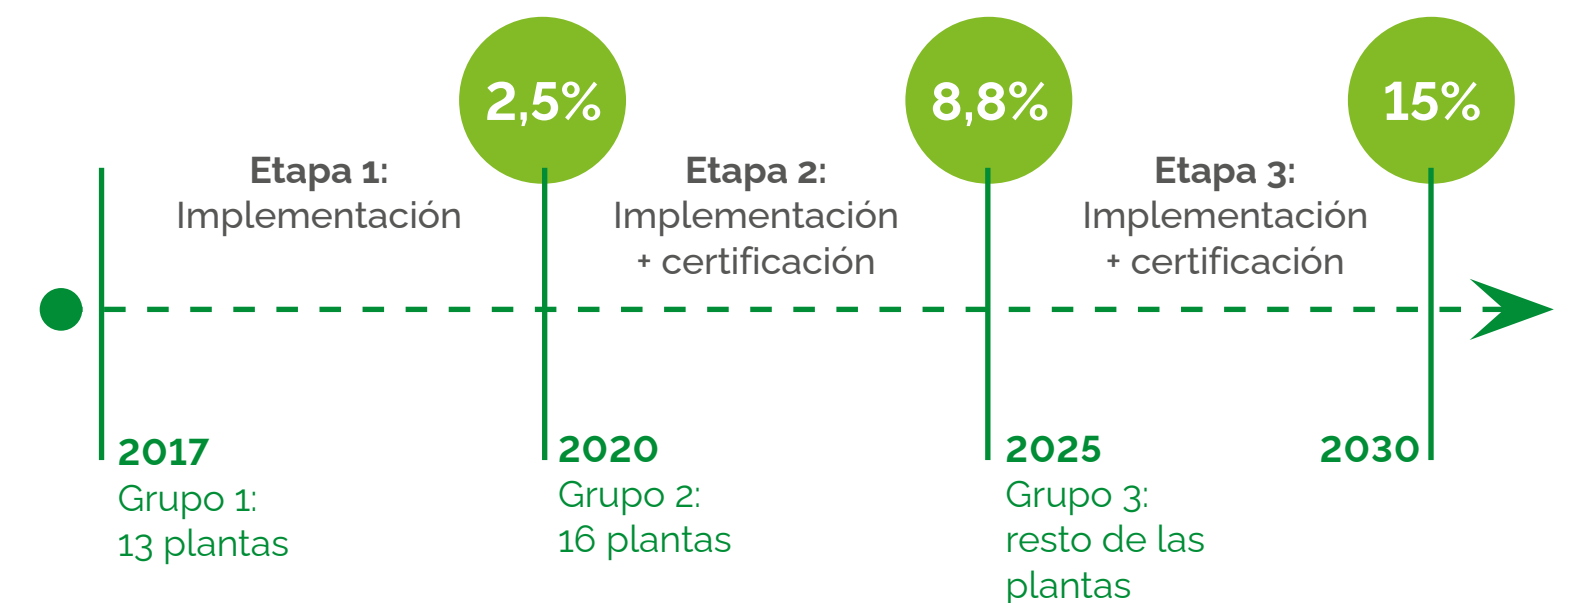 2,5%
8,8%
15%
Etapa 1:
Implementación
Etapa 2:
Implementación
+ certificación
Etapa 3:
Implementación
+ certificación
2017
Grupo 1:
13 plantas
2020
Grupo 2:
16 plantas
2025
Grupo 3:
resto de las
plantas
2030